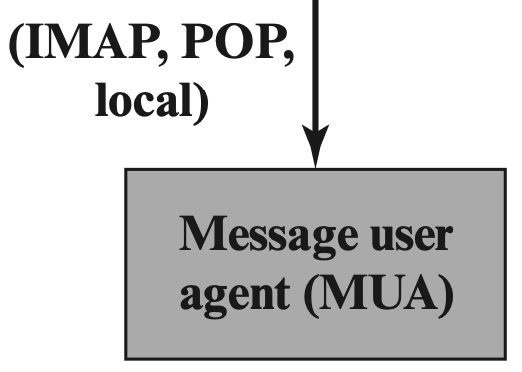 (IMAP, POP,
local)
Message user
agent (MUA)